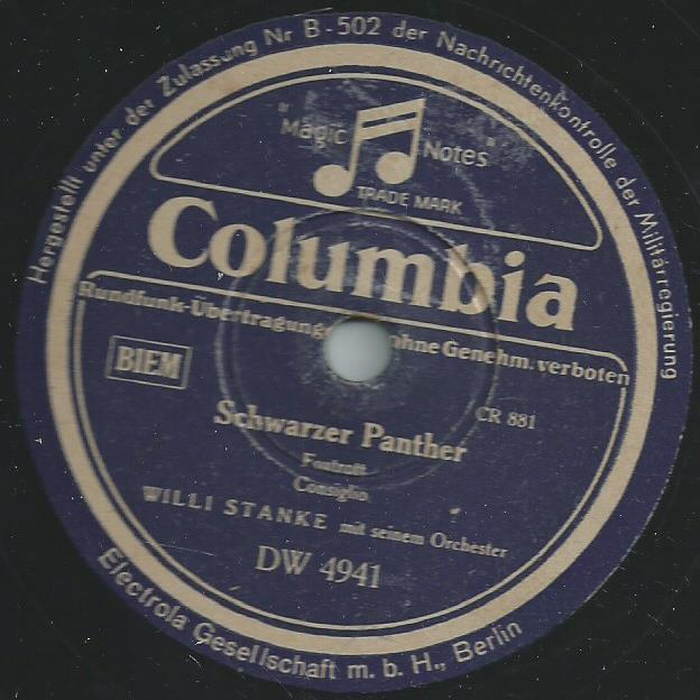 Hergestellt unter der Zulassung Nr B-502 der Nachrichtenkontrolle der Militärregierung
"Magic Notes"
TRADE MARK
Columbia
Rundfunk-Übertragung ohne Genehm. verboten
BIEM
CR 881
Schwarzer Panther
Foxtrott
Consiglio
WILLI STANKE mit seinem Orchester
DW 4941
Electrola Gesellschaft m. b. H., Berlin